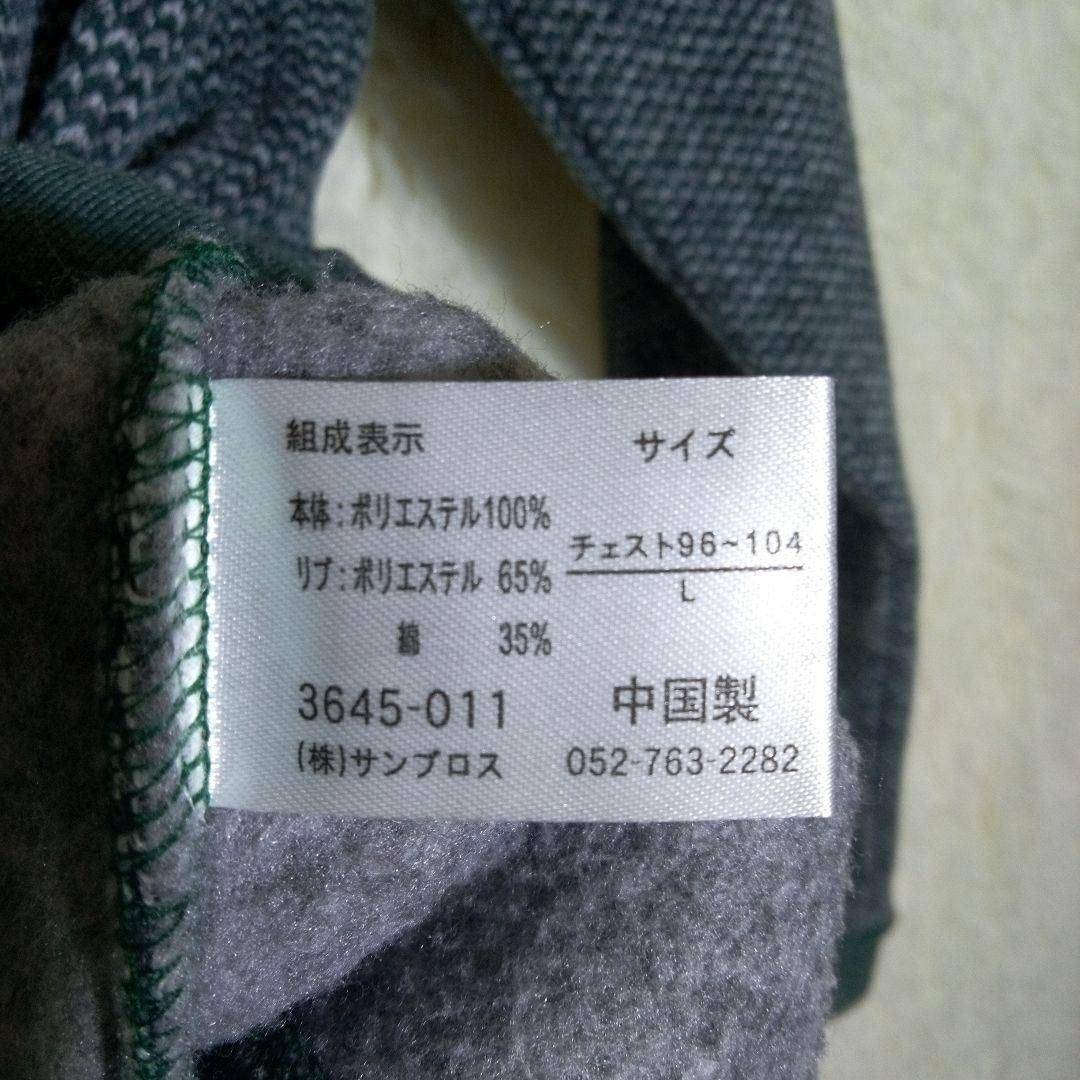 組成表示
本体:ポリエステル100%
リブ:ポリエステル 65%
綿 35%
サイズ
チェスト96~104
L
3645-011
中国製
(株)サンブロス
052-763-2282